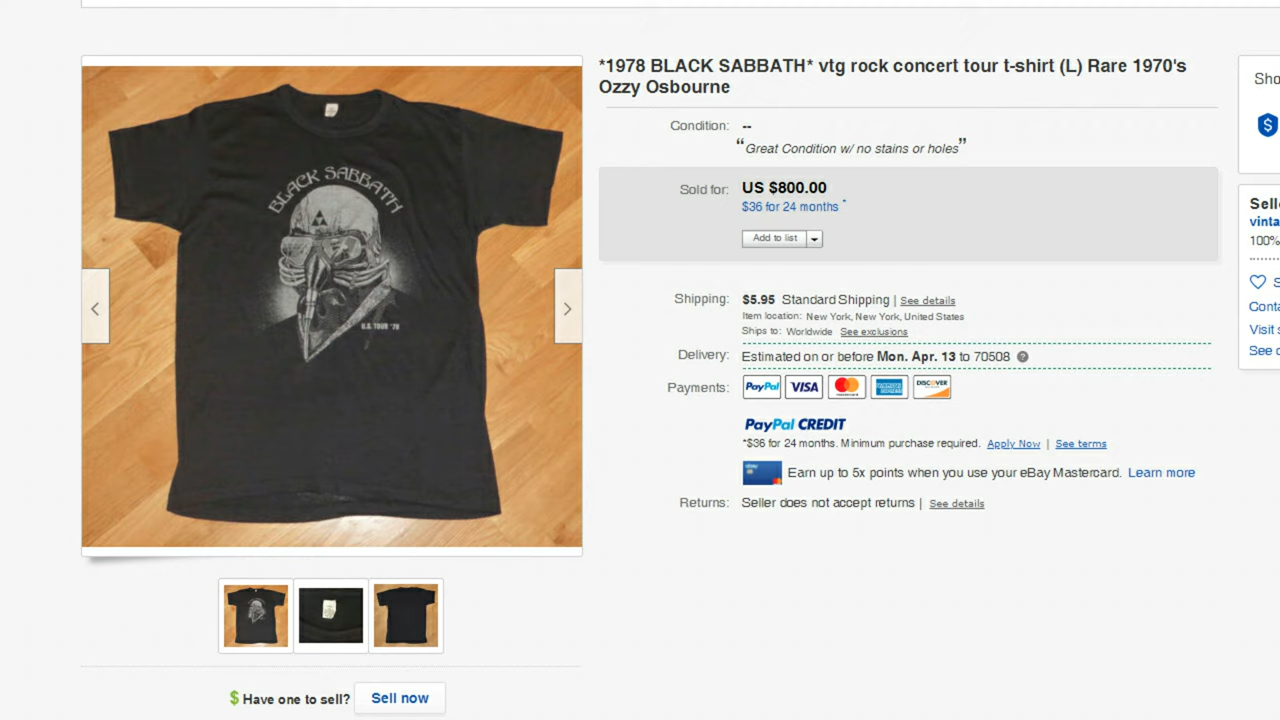 *1978 BLACK SABBATH* vtg rock concert tour t-shirt (L) Rare 1970's
Ozzy Osbourne
Sho
Condition: --
“Great Condition w/ no stains or holes”
Sold for: US $800.00
$36 for 24 months *
Add to list
BLACK SABBATH
U.S. TOUR '78
Shipping: $5.95 Standard Shipping | See details
Item location: New York, New York, United States
Ships to: Worldwide See exclusions
Delivery: Estimated on or before Mon. Apr. 13 to 70508 ?
Payments: PayPal VISA mastercard AMERICAN EXPRESS DISCOVER
PayPal CREDIT
*$36 for 24 months. Minimum purchase required. Apply Now | See terms
ebay Earn up to 5x points when you use your eBay Mastercard. Learn more
Returns: Seller does not accept returns | See details
$ Have one to sell? Sell now
$
Selle
vinta
100%
S
Conta
Visit s
See o